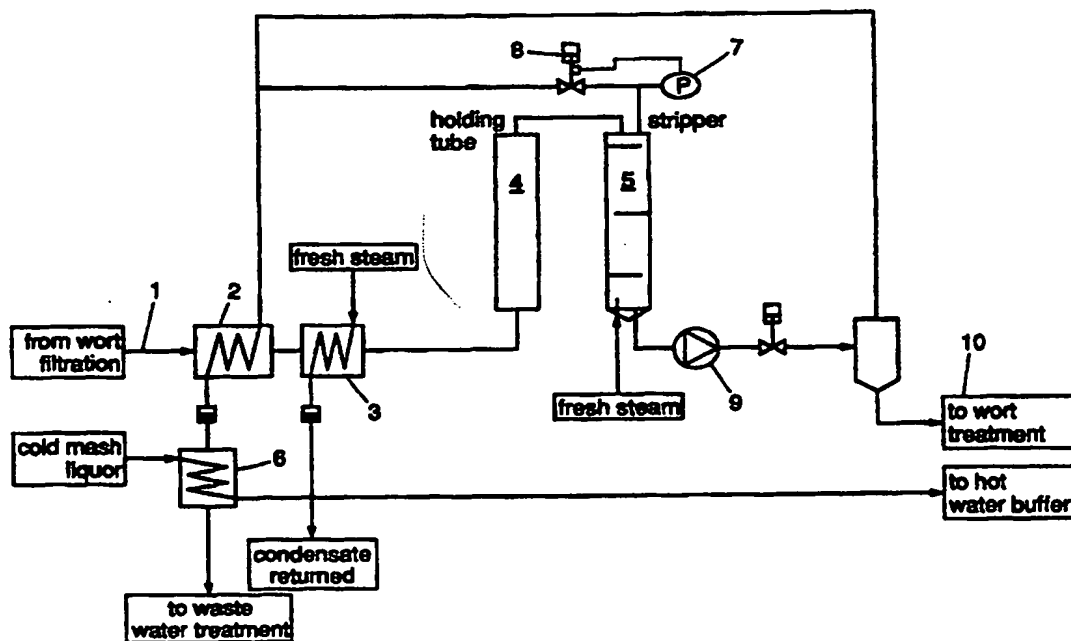 8
7
P
holding
tube
stripper
4
5
fresh steam
1
2
from wort
filtration
3
9
10
fresh steam
to wort
treatment
cold mash
liquor
6
to hot
water buffer
condensate
returned
to waste
water treatment